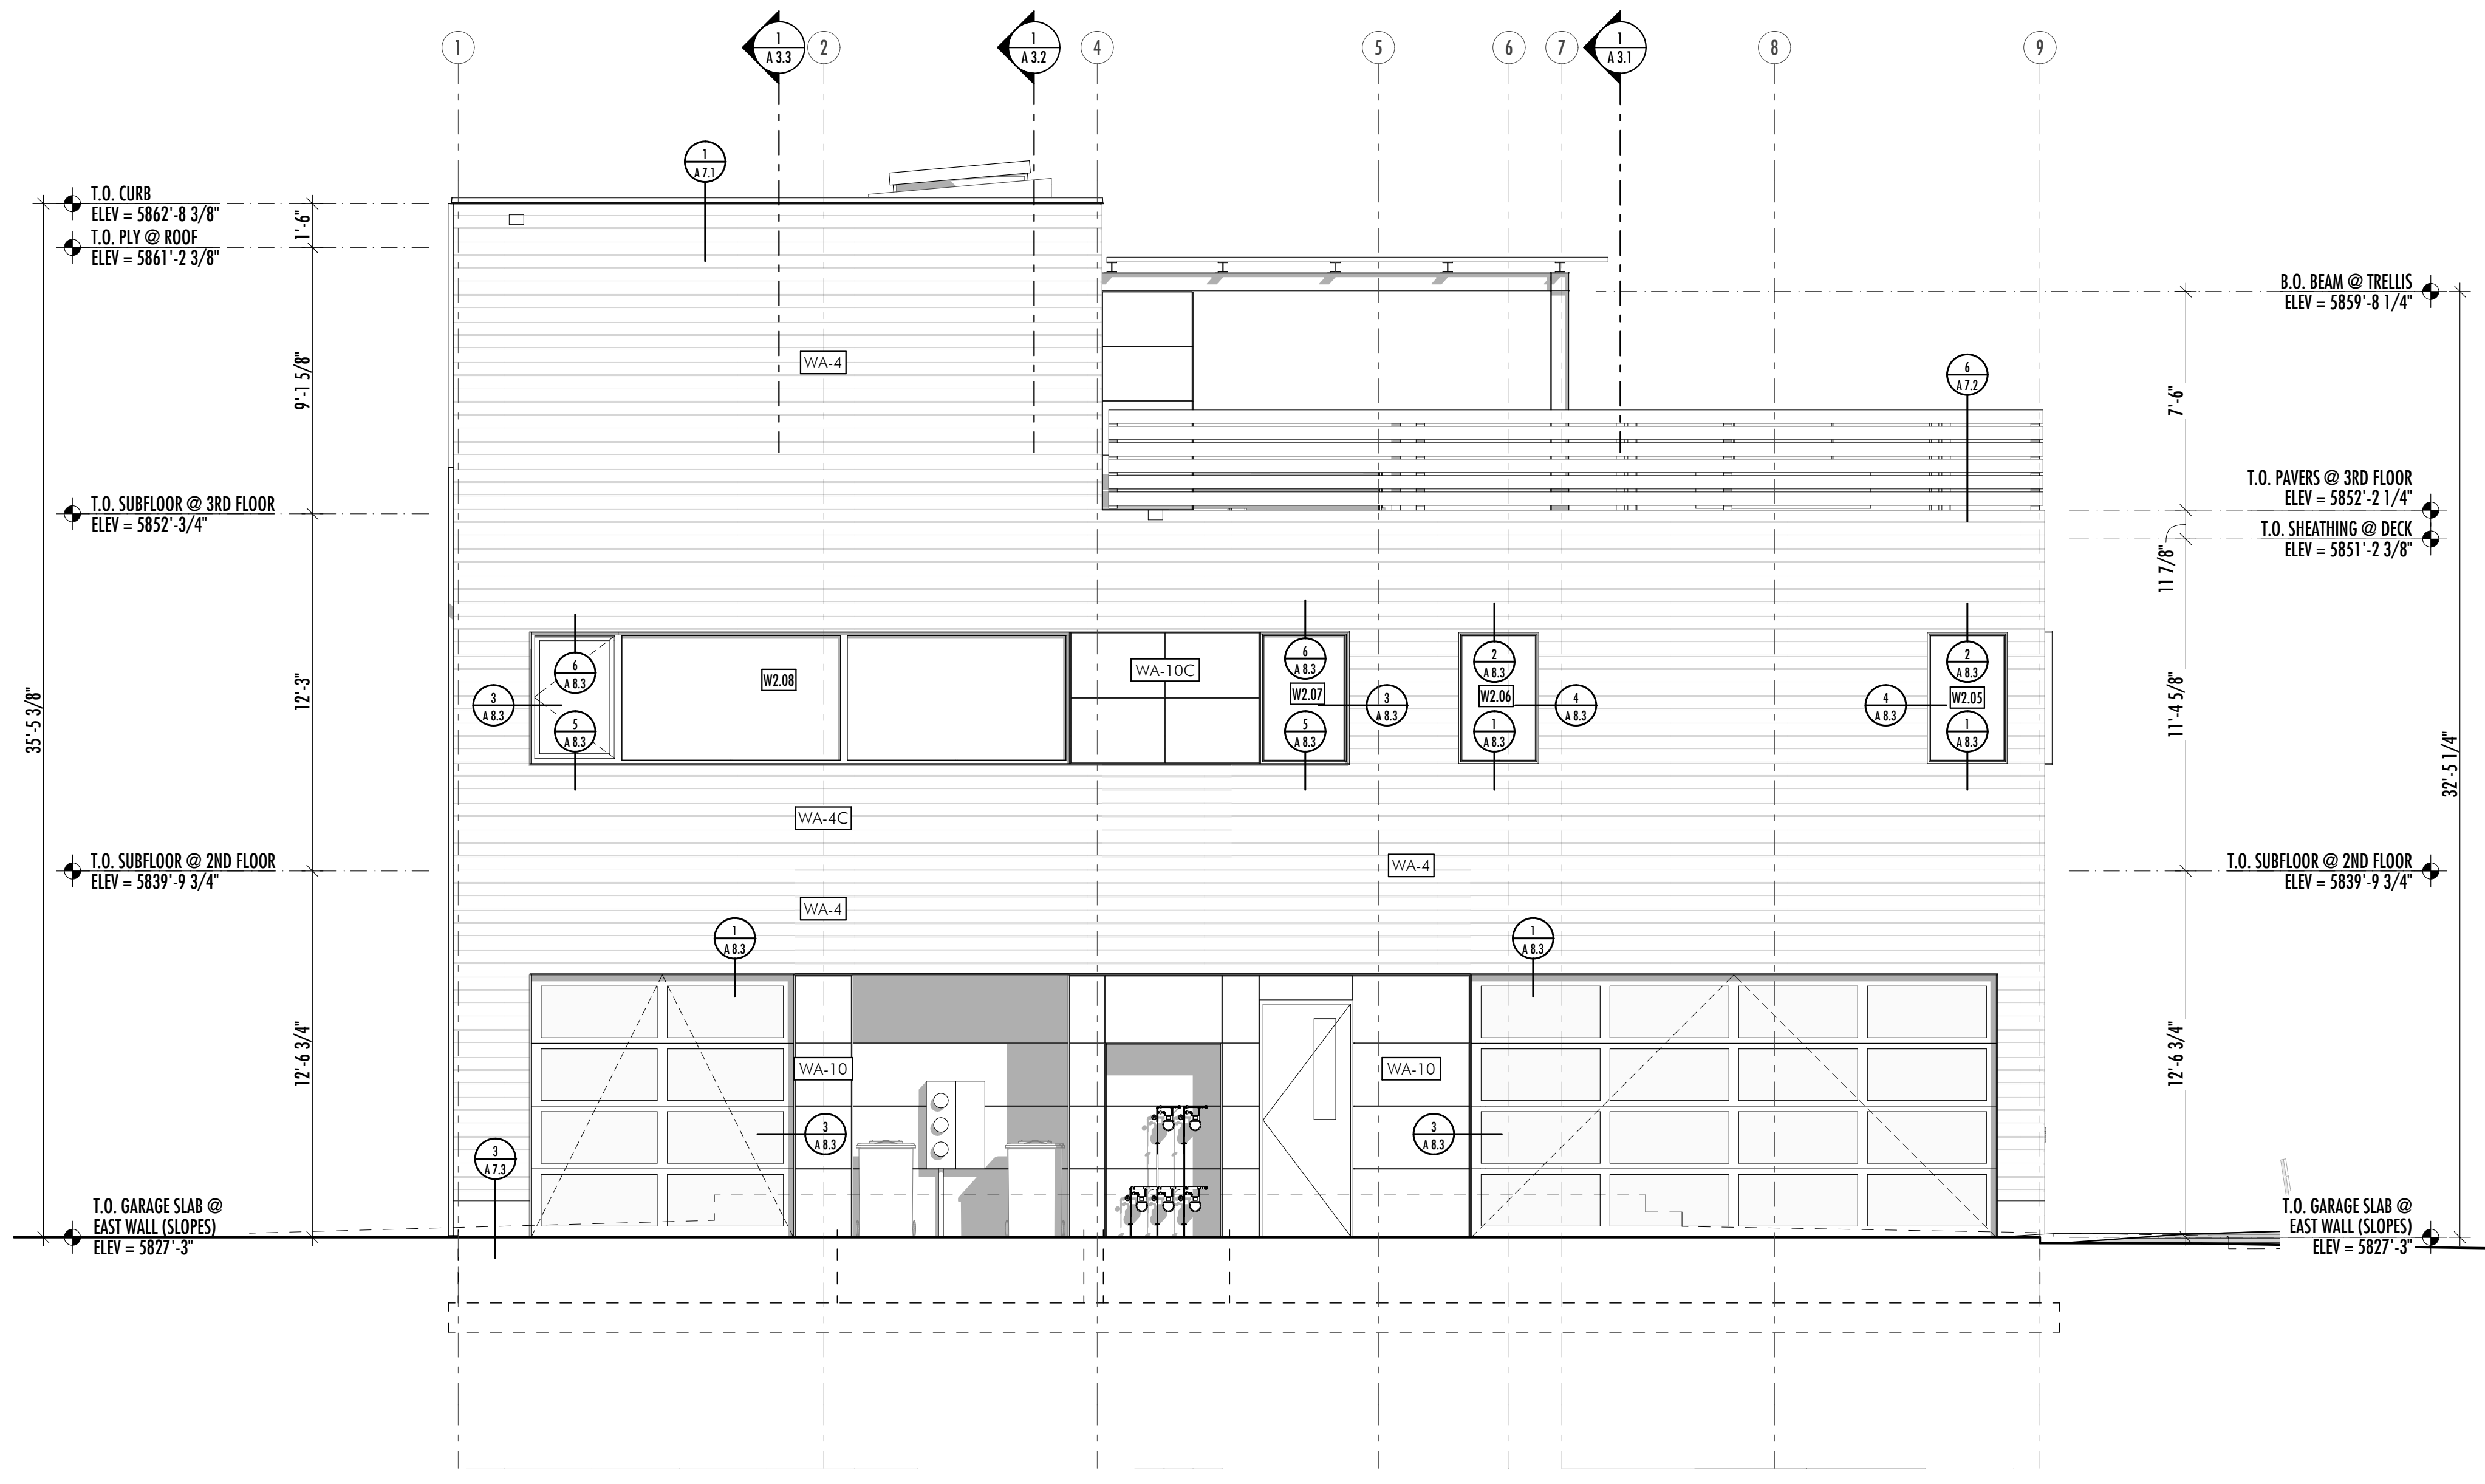 1
1
A 3.3
2
1
A 3.2
4
5
6
7
1
A 3.1
8
9
1
A 7.1
T.O. CURB
ELEV = 5862'-8 3/8"
1'-6"
T.O. PLY @ ROOF
ELEV = 5861'-2 3/8"
B.O. BEAM @ TRELLIS
ELEV = 5859'-8 1/4"
WA-4
9'-1 5/8"
6
A 7.2
7'-6"
T.O. SUBFLOOR @ 3RD FLOOR
ELEV = 5852'-3/4"
T.O. PAVERS @ 3RD FLOOR
ELEV = 5852'-2 1/4"
T.O. SHEATHING @ DECK
ELEV = 5851'-2 3/8"
11 7/8"
35'-5 3/8"
12'-3"
3
A 8.3
6
A 8.3
5
A 8.3
W2.08
WA-10C
6
A 8.3
W2.07
5
A 8.3
3
A 8.3
2
A 8.3
W2.06
1
A 8.3
4
A 8.3
4
A 8.3
2
A 8.3
W2.05
1
A 8.3
11'-4 5/8"
32'-5 1/4"
WA-4C
T.O. SUBFLOOR @ 2ND FLOOR
ELEV = 5839'-9 3/4"
WA-4
WA-4
T.O. SUBFLOOR @ 2ND FLOOR
ELEV = 5839'-9 3/4"
1
A 8.3
1
A 8.3
12'-6 3/4"
WA-10
WA-10
12'-6 3/4"
3
A 8.3
3
A 8.3
3
A 7.3
T.O. GARAGE SLAB @
EAST WALL (SLOPES)
ELEV = 5827'-3"
T.O. GARAGE SLAB @
EAST WALL (SLOPES)
ELEV = 5827'-3"